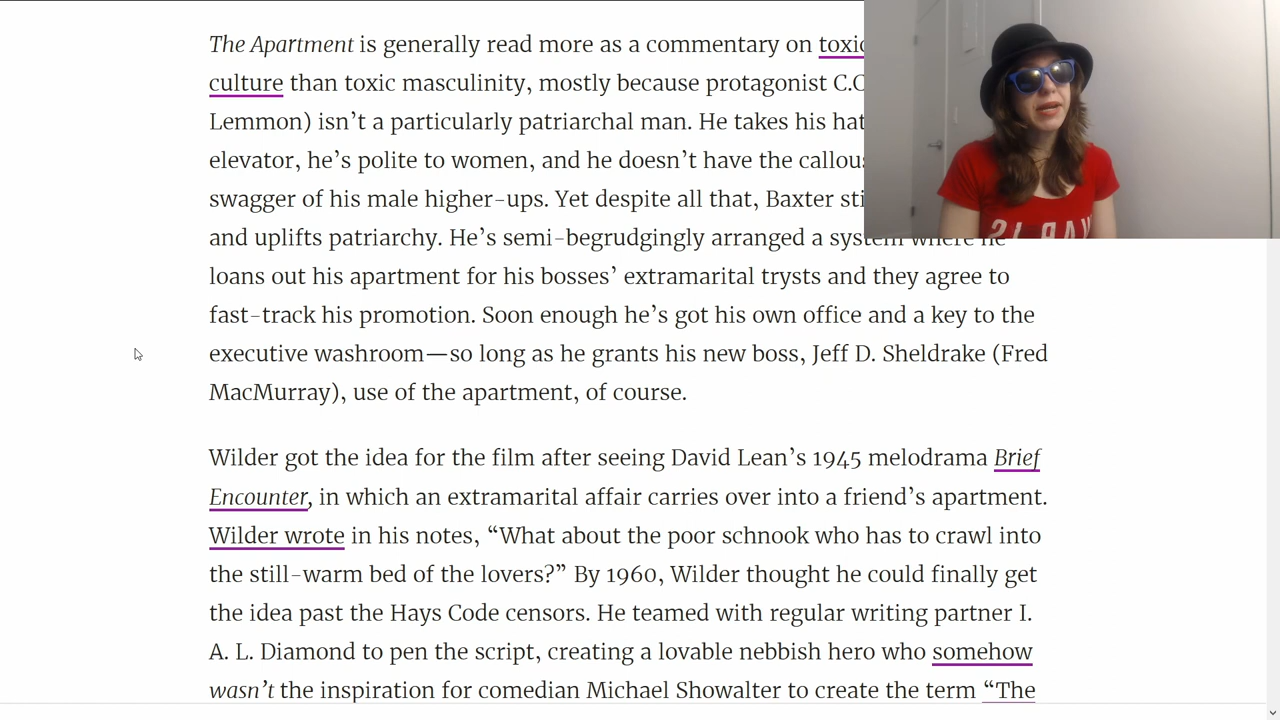 The Apartment is generally read more as a commentary on toxic
culture than toxic masculinity, mostly because protagonist C.C
Lemmon) isn’t a particularly patriarchal man. He takes his hat
elevator, he’s polite to women, and he doesn’t have the callous
swagger of his male higher-ups. Yet despite all that, Baxter sti
and uplifts patriarchy. He’s semi-begrudgingly arranged a system where he
loans out his apartment for his bosses’ extramarital trysts and they agree to
fast-track his promotion. Soon enough he’s got his own office and a key to the
executive washroom—so long as he grants his new boss, Jeff D. Sheldrake (Fred
MacMurray), use of the apartment, of course.
Wilder got the idea for the film after seeing David Lean’s 1945 melodrama Brief
Encounter, in which an extramarital affair carries over into a friend’s apartment.
Wilder wrote in his notes, “What about the poor schnook who has to crawl into
the still-warm bed of the lovers?” By 1960, Wilder thought he could finally get
the idea past the Hays Code censors. He teamed with regular writing partner I.
A. L. Diamond to pen the script, creating a lovable nebbish hero who somehow
wasn’t the inspiration for comedian Michael Showalter to create the term “The